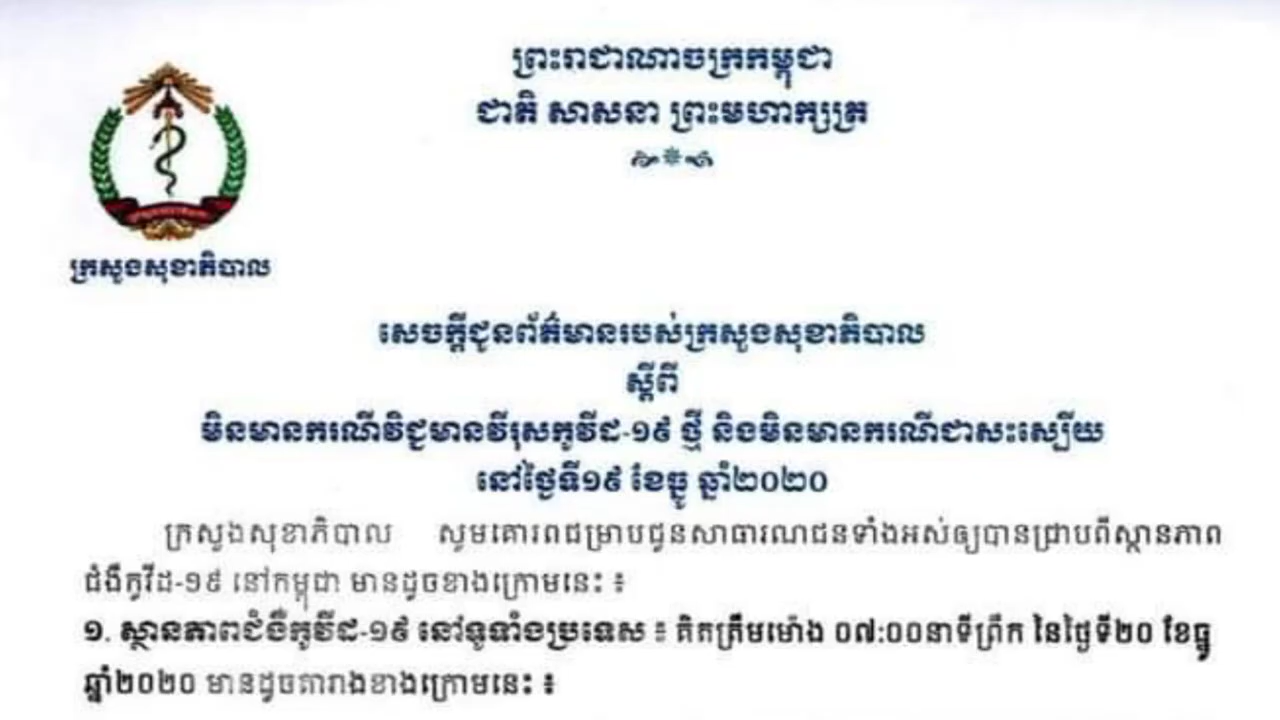 ព្រះរាជាណាចក្រកម្ពុជា
ជាតិ សាសនា ព្រះមហាក្សត្រ
ក្រសួងសុខាភិបាល
សេចក្តីជូនព័ត៌មានរបស់ក្រសួងសុខាភិបាល
ស្តីពី
មិនមានករណីវិជ្ជមានវីរុសកូវីដ-១៩ ថ្មី និងមិនមានករណីជាសះស្បើយ
នៅថ្ងៃទី១៩ ខែធ្នូ ឆ្នាំ២០២០
ក្រសួងសុខាភិបាល សូមគោរពជម្រាបជូនសាធារណជនទាំងអស់ឲ្យបានជ្រាបពីស្ថានភាព
ជំងឺកូវីដ-១៩ នៅកម្ពុជា មានដូចខាងក្រោមនេះ ៖
១. ស្ថានភាពជំងឺកូវីដ-១៩ នៅទូទាំងប្រទេស ៖ គិតត្រឹមម៉ោង ០៧:០០នាទីព្រឹក នៃថ្ងៃទី២០ ខែធ្នូ
ឆ្នាំ២០២០ មានដូចតារាងខាងក្រោមនេះ ៖